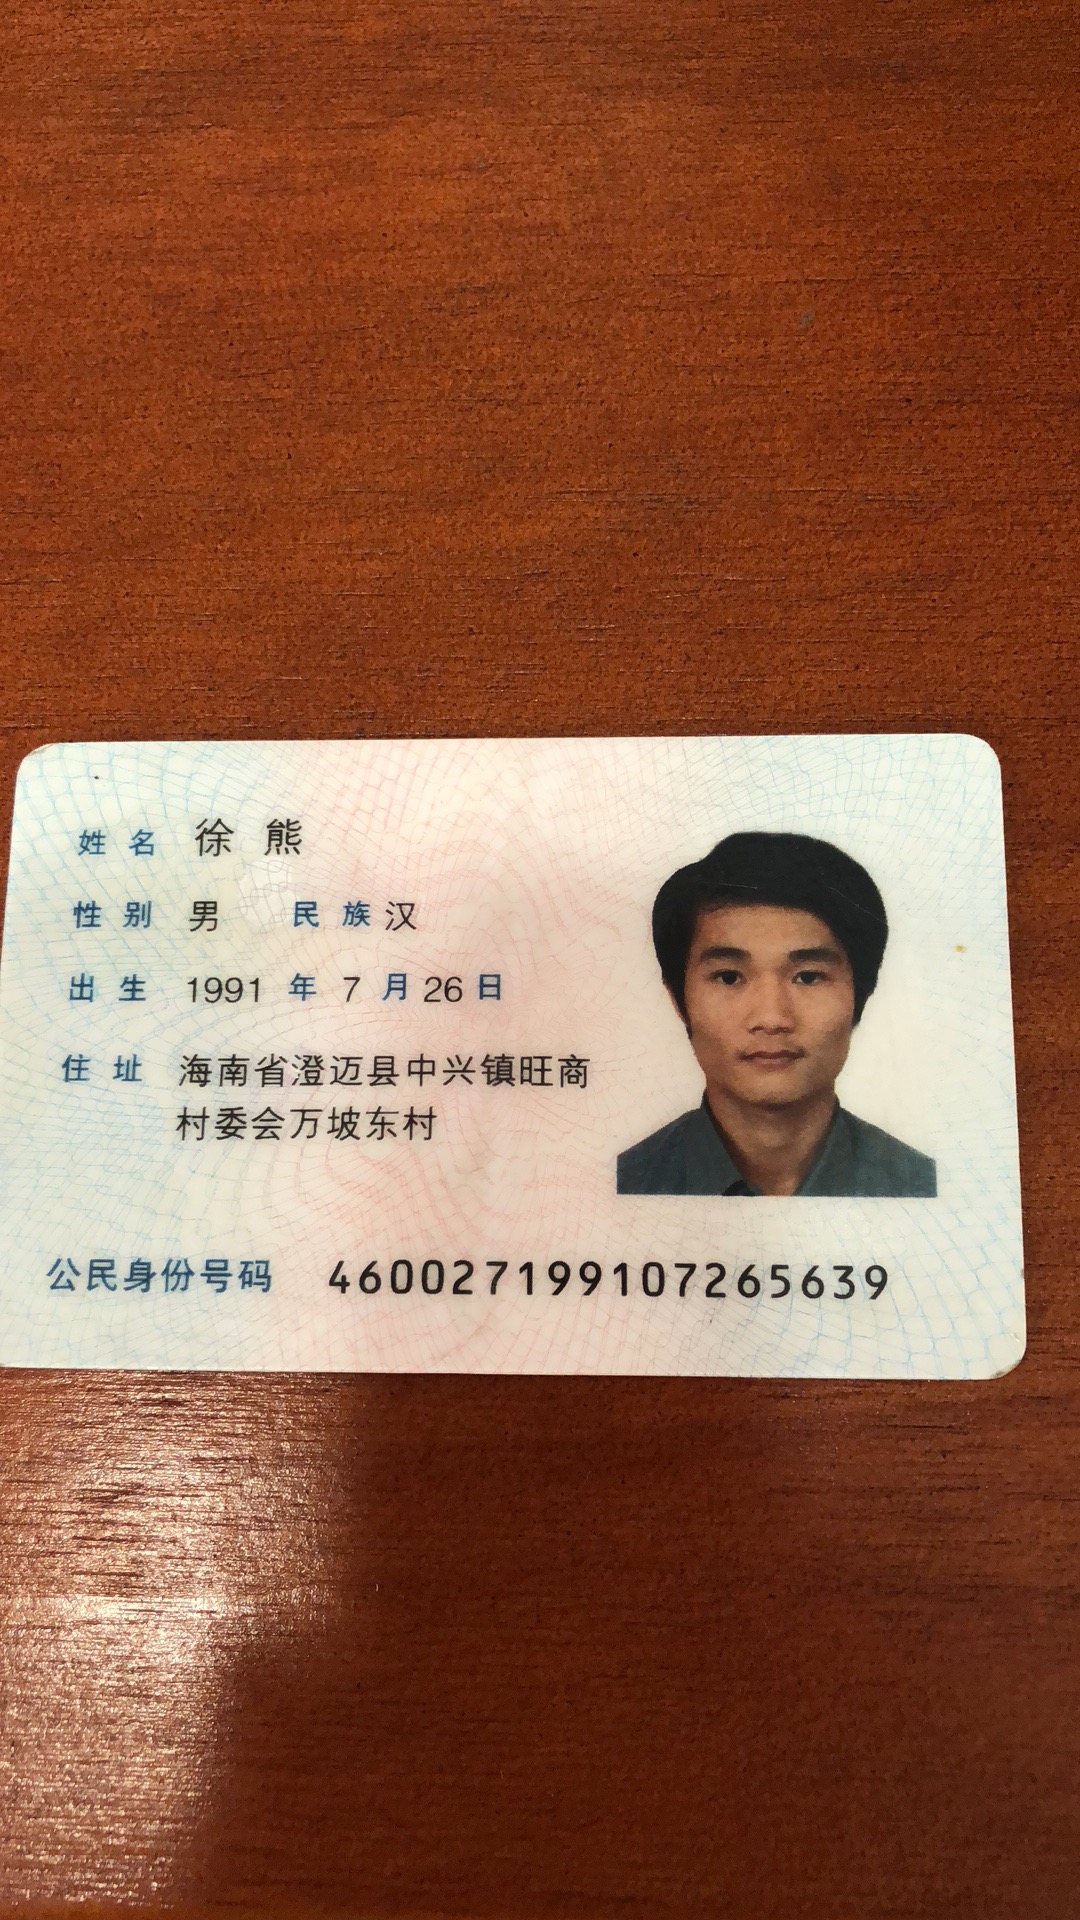 姓名 徐熊
性别 男 民族 汉
出生 1991 年 7 月 26 日
住址 海南省澄迈县中兴镇旺商
村委会万坡东村
公民身份号码 460027199107265639